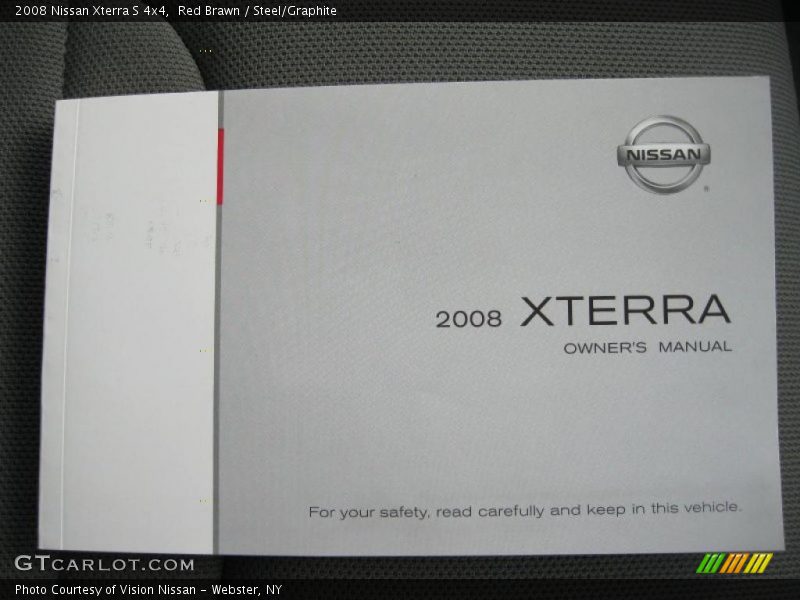 2008 Nissan Xterra S 4x4,  Red Brawn / Steel/Graphite
NISSAN
®
2008 XTERRA
OWNER'S MANUAL
For your safety, read carefully and keep in this vehicle.
GTCARLOT.COM
Photo Courtesy of Vision Nissan - Webster, NY